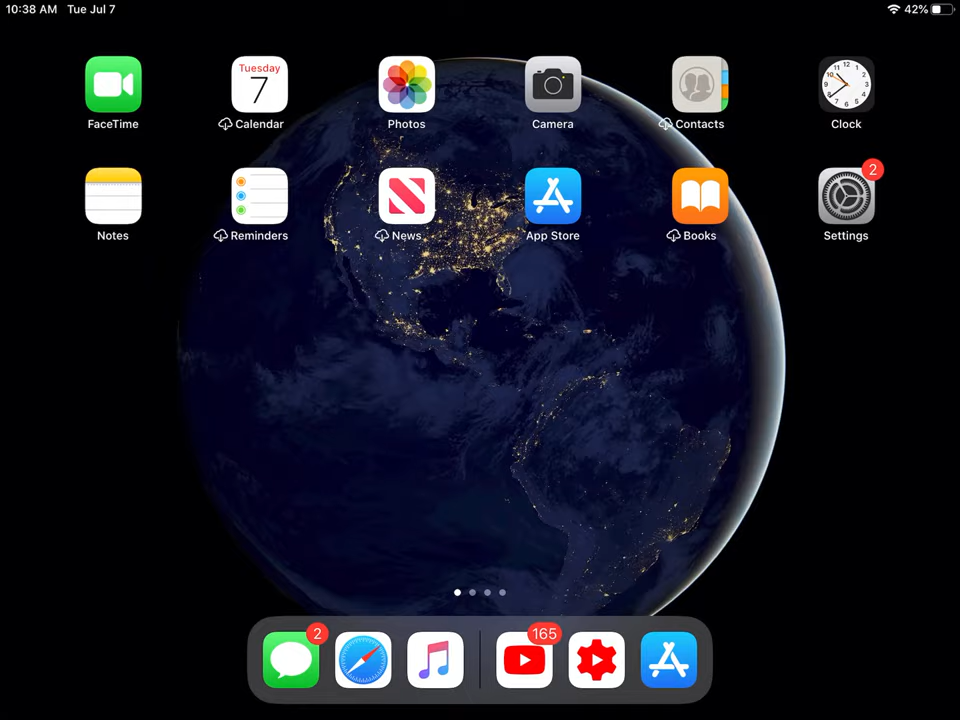 10:38 AM Tue Jul 7 42%
Tuesday
7
FaceTime Calendar Photos Camera Contacts Clock
2
Notes Reminders News App Store Books Settings
2 165